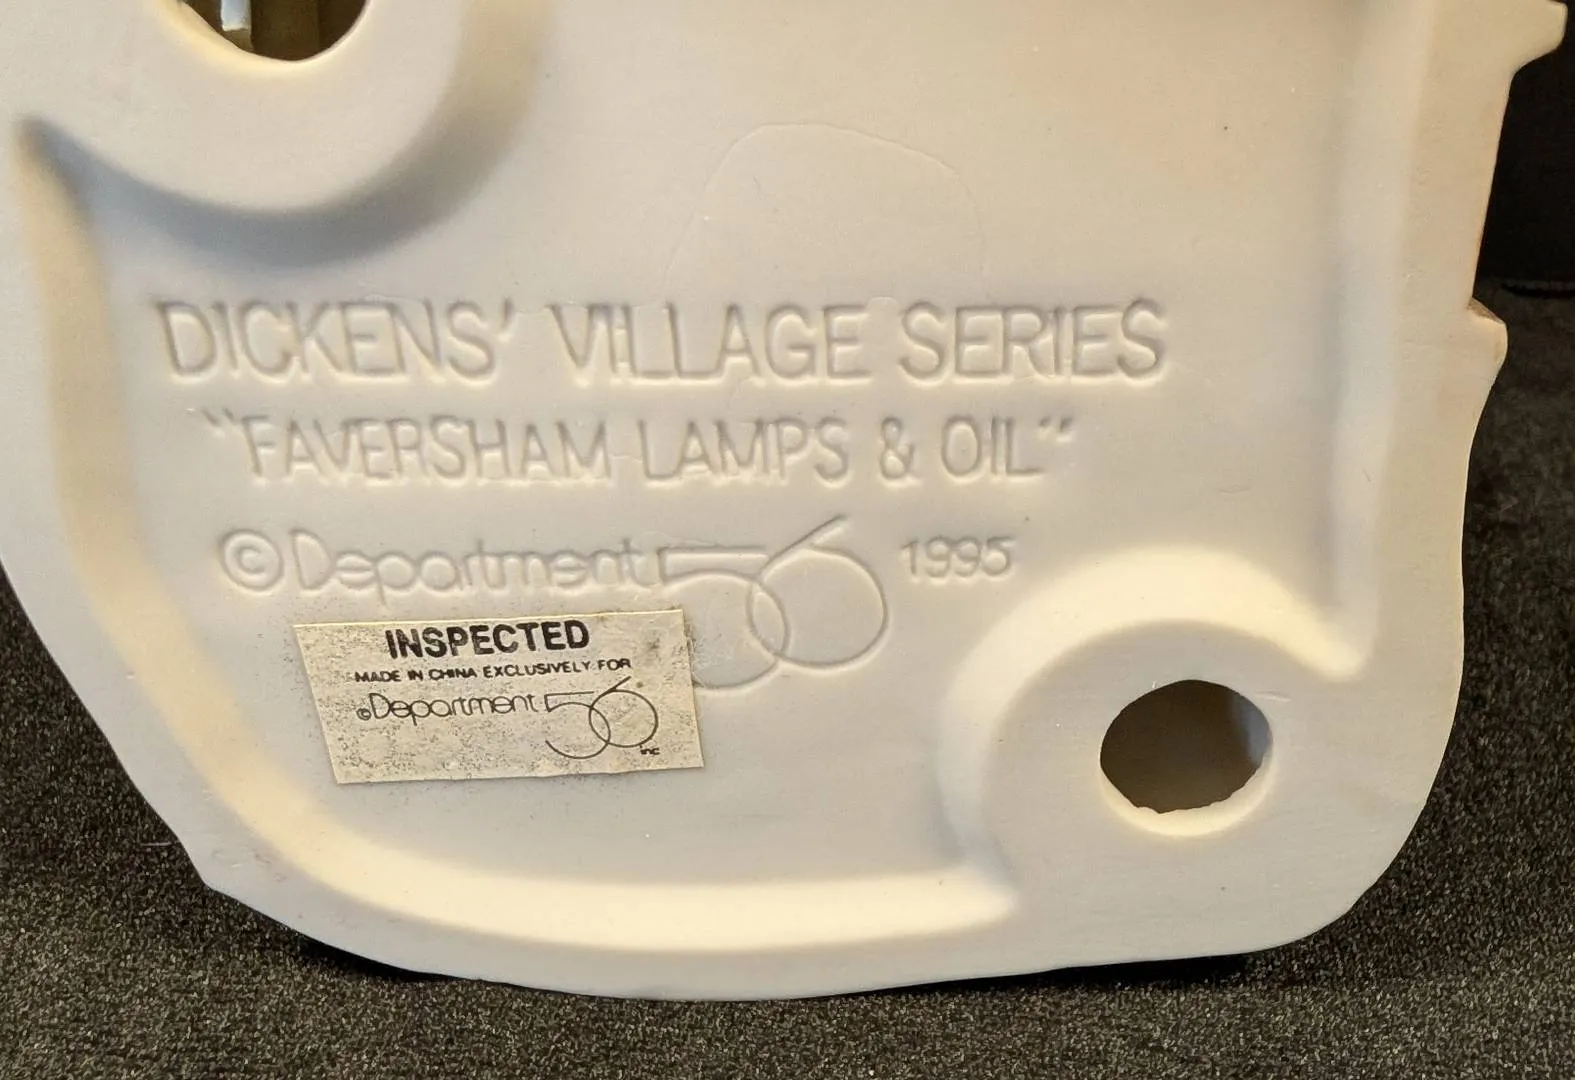 DICKENS' VILLAGE SERIES
"FAVERSHAM LAMPS & OIL"
© Department 56 1995
INSPECTED
MADE IN CHINA EXCLUSIVELY FOR
© Department 56
inc